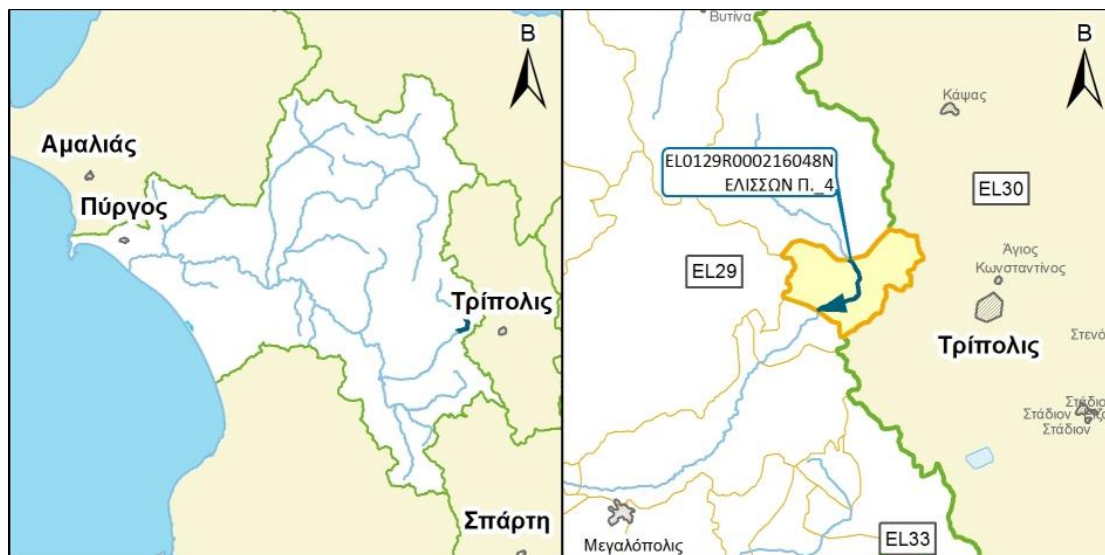 Β
Αμαλιάς
Πύργος
Τρίπολις
Σπάρτη
Βυτίνα
Β
Κάψας
EL0129R000216048N
ΕΛΙΣΣΩΝ Π._4
EL30
EL29
Άγιος
Κωνσταντίνος
Τρίπολις
Στενό
Στάδιο
Στάδιον
Στάδιον
Μεγαλόπολις
EL33